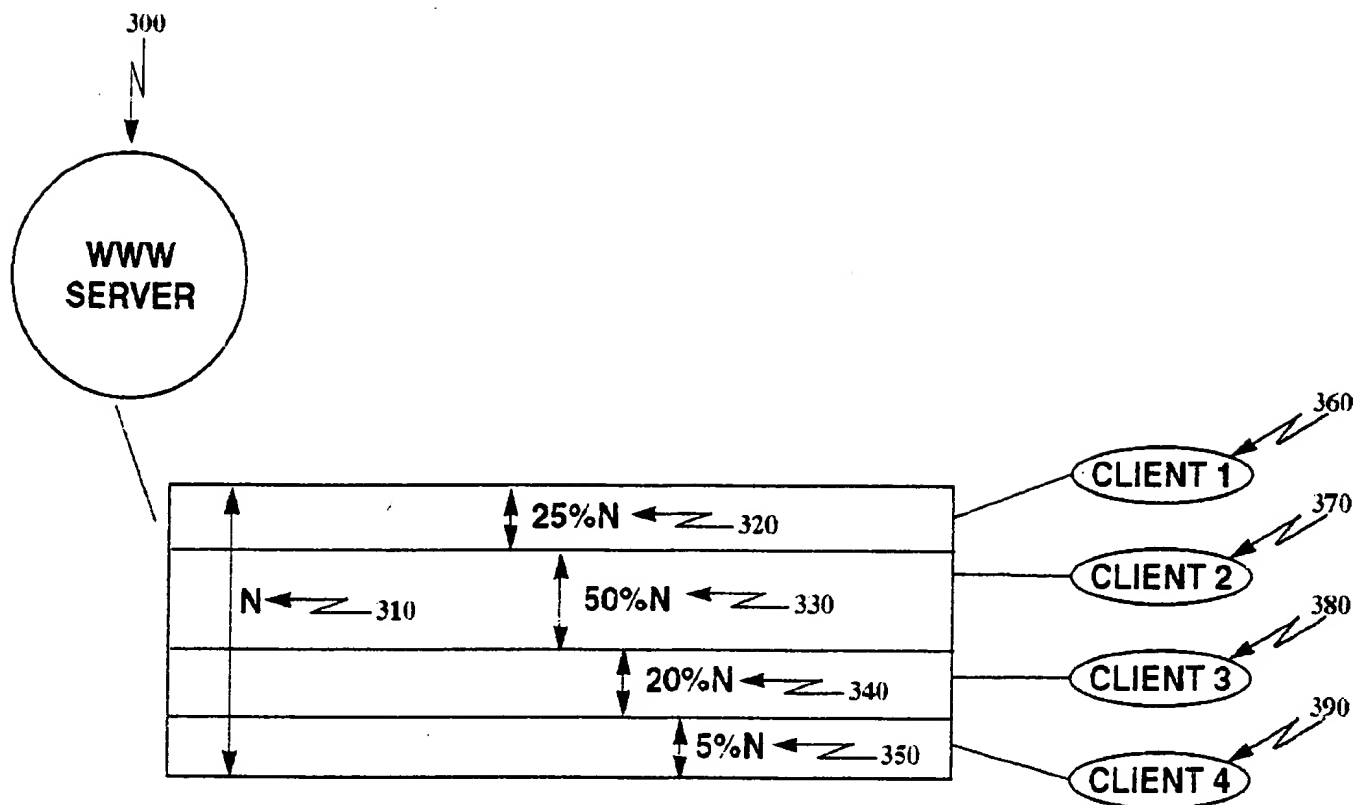 300
WWW
SERVER
360
CLIENT 1
25%N
320
370
CLIENT 2
N
310
50%N
330
380
CLIENT 3
20%N
340
390
5%N
350
CLIENT 4